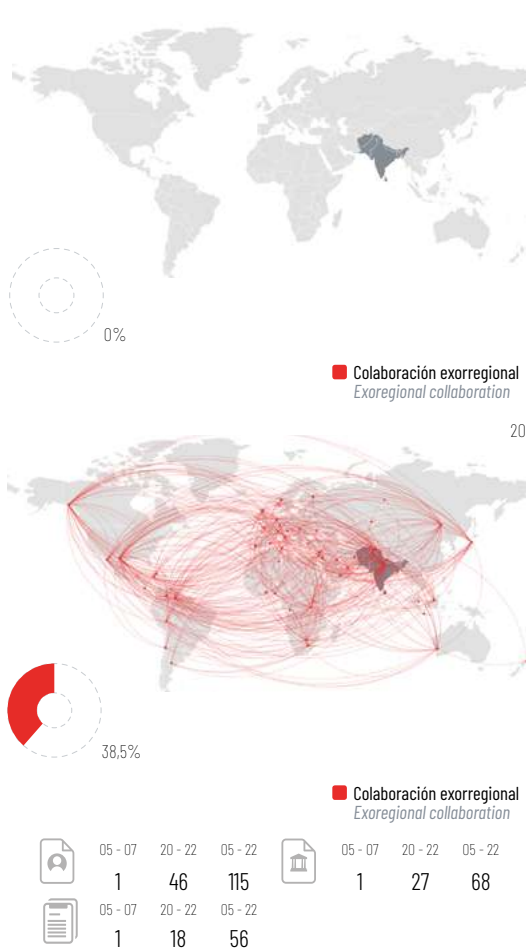 0%
Colaboración exorregional
Exoregional collaboration
20
38,5%
Colaboración exorregional
Exoregional collaboration
05 - 07 20 - 22 05 - 22 05 - 07 20 - 22 05 - 22
1 46 115 1 27 68
05 - 07 20 - 22 05 - 22
1 18 56